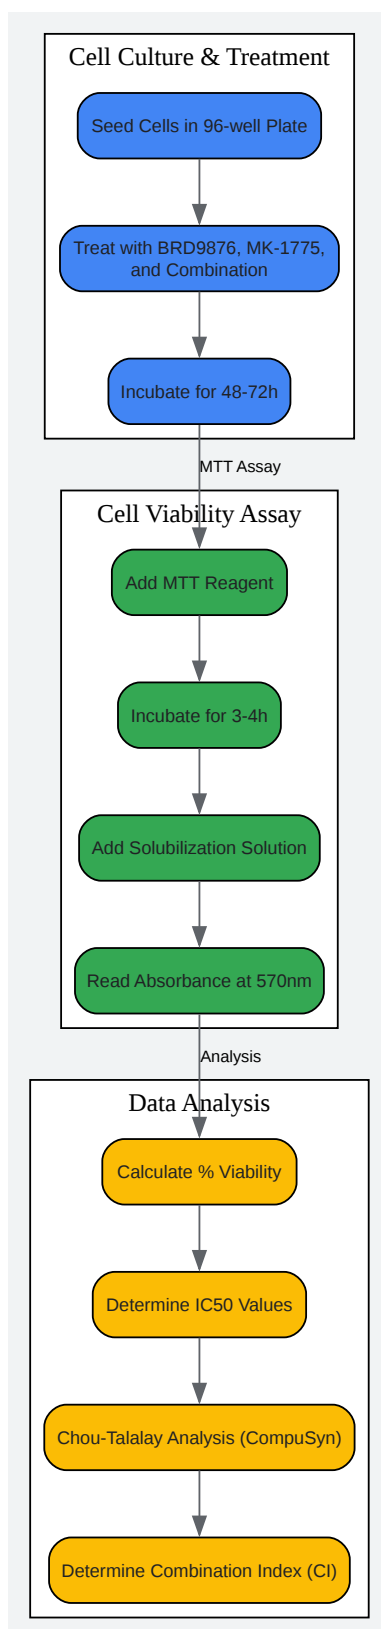 Cell Culture & Treatment
Seed Cells in 96-well Plate
Treat with BRD9876, MK-1775,
and Combination
Incubate for 48-72h
MTT Assay
Cell Viability Assay
Add MTT Reagent
Incubate for 3-4h
Add Solubilization Solution
Read Absorbance at 570nm
Analysis
Data Analysis
Calculate % Viability
Determine IC50 Values
Chou-Talalay Analysis (CompuSyn)
Determine Combination Index (CI)